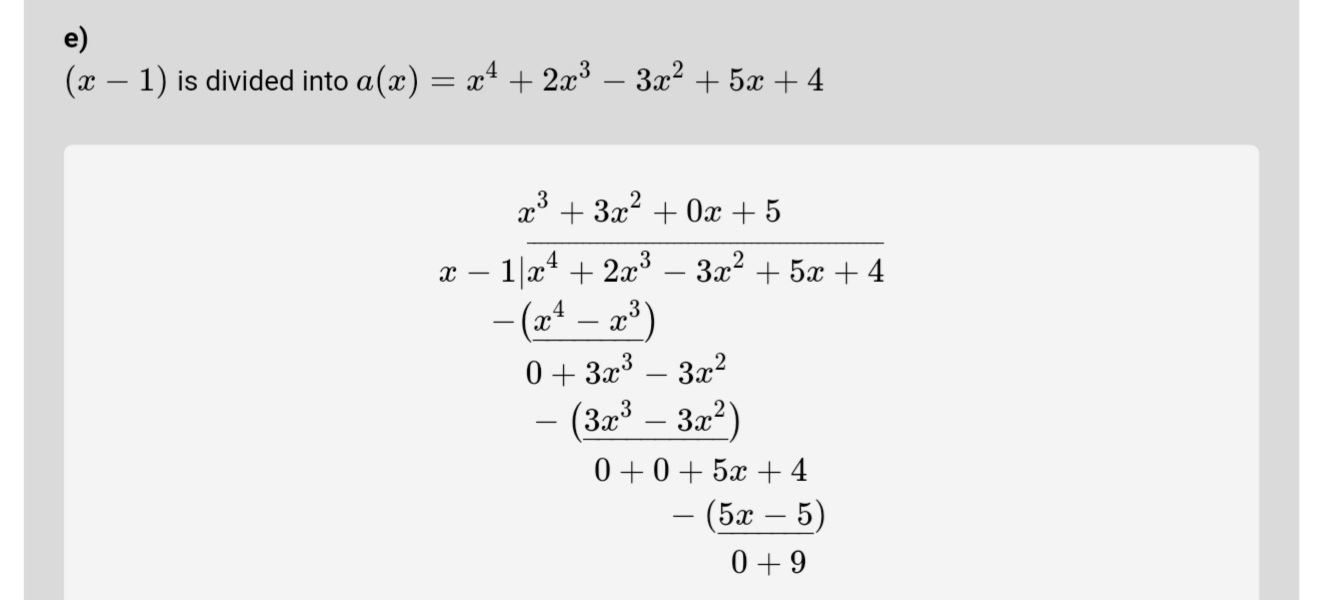 e)
(x − 1) is divided into a(x) = x⁴ + 2x³ − 3x² + 5x + 4
x³ + 3x² + 0x + 5
x − 1|x⁴ + 2x³ − 3x² + 5x + 4
−(x⁴ − x³)
0 + 3x³ − 3x²
− (3x³ − 3x²)
0 + 0 + 5x + 4
− (5x − 5)
0 + 9